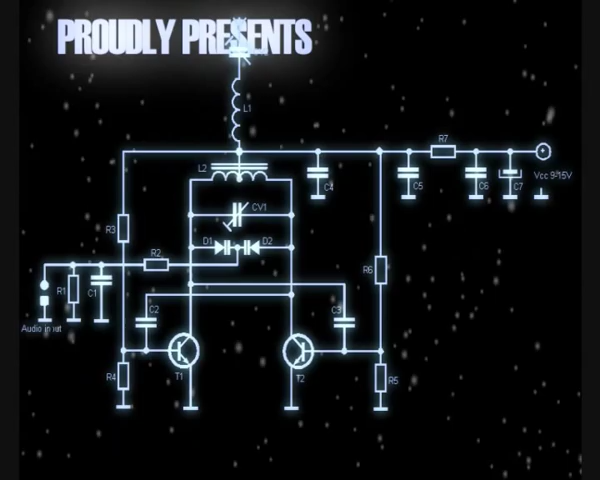 PROUDLY PRESENTS
L1
R7
L2
C4
C5
C6
C7
Vcc 9-15V
CV1
R3
D1
D2
R2
R6
R1
C1
C2
C3
Audio in
T1
T2
R4
R5